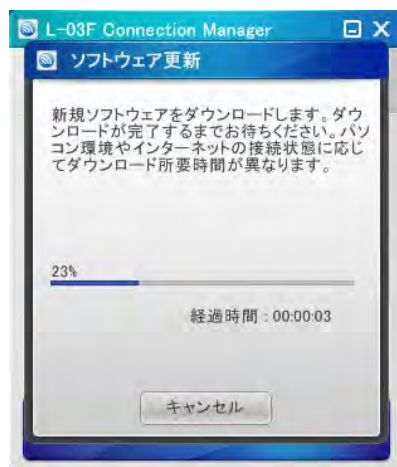 L-03F Connection Manager
ソフトウェア更新
新規ソフトウェアをダウンロードします。ダウ
ンロードが完了するまでお待ちください。パソ
コン環境やインターネットの接続状態に応じ
てダウンロード所要時間が異なります。
23%
経過時間 : 00:00:03
キャンセル